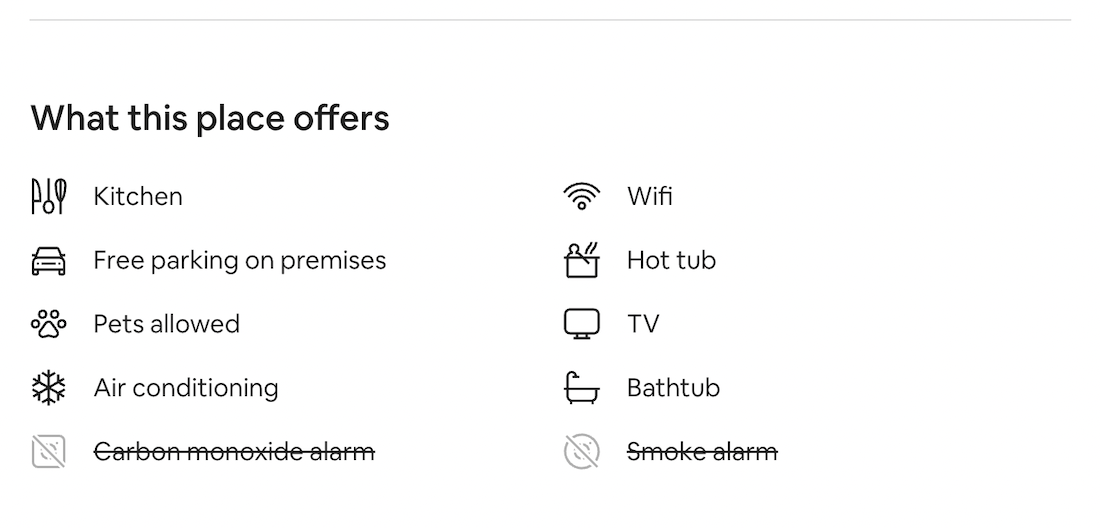 What this place offers
Kitchen
Wifi
Free parking on premises
Hot tub
Pets allowed
TV
Air conditioning
Bathtub
Carbon monoxide alarm
Smoke alarm